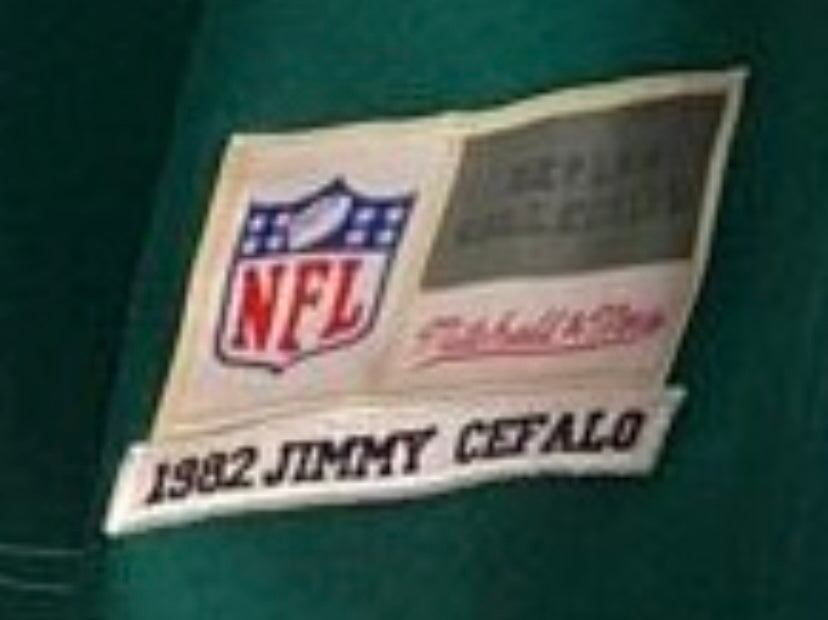 NFL
Mitchell & Ness
1982 JIMMY CEFALO